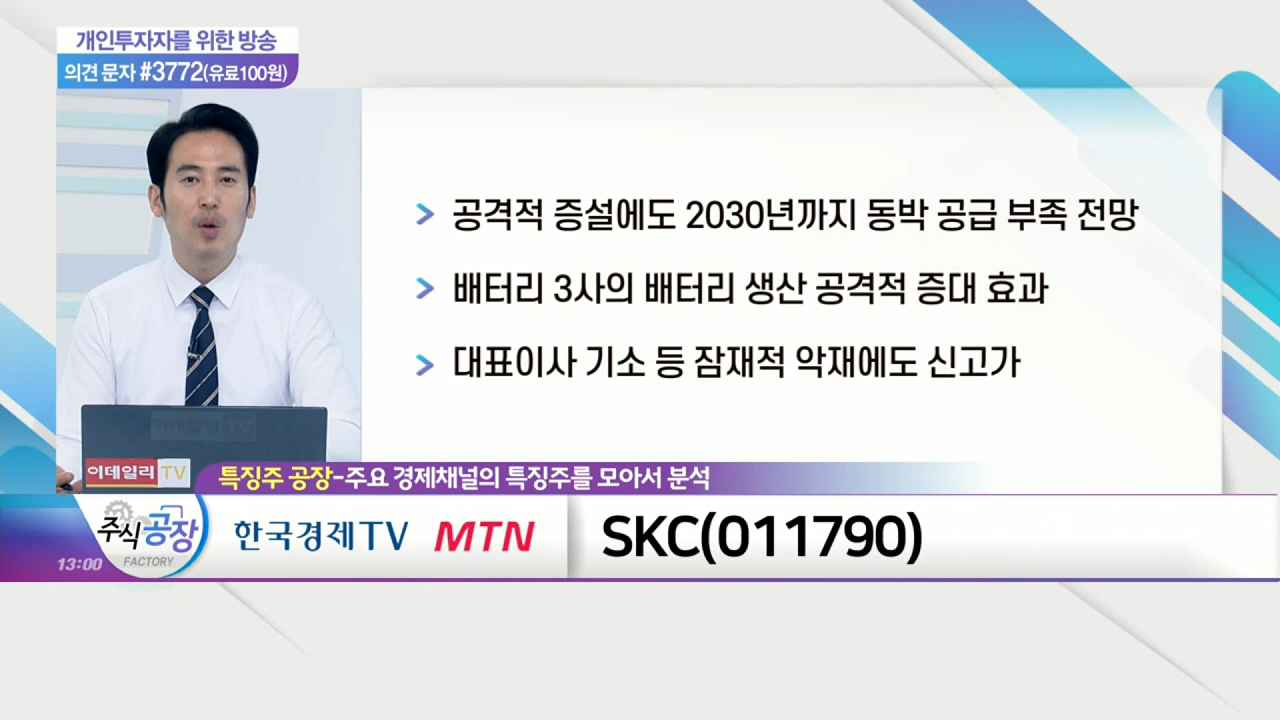 개인투자자를 위한 방송
의견 문자 #3772(유료100원)
> 공격적 증설에도 2030년까지 동박 공급 부족 전망
> 배터리 3사의 배터리 생산 공격적 증대 효과
> 대표이사 기소 등 잠재적 악재에도 신고가
이데일리 TV
이데일리 TV
특징주 공장-주요 경제채널의 특징주를 모아서 분석
주식공장
FACTORY
13:00
한국경제TV MTN
SKC(011790)